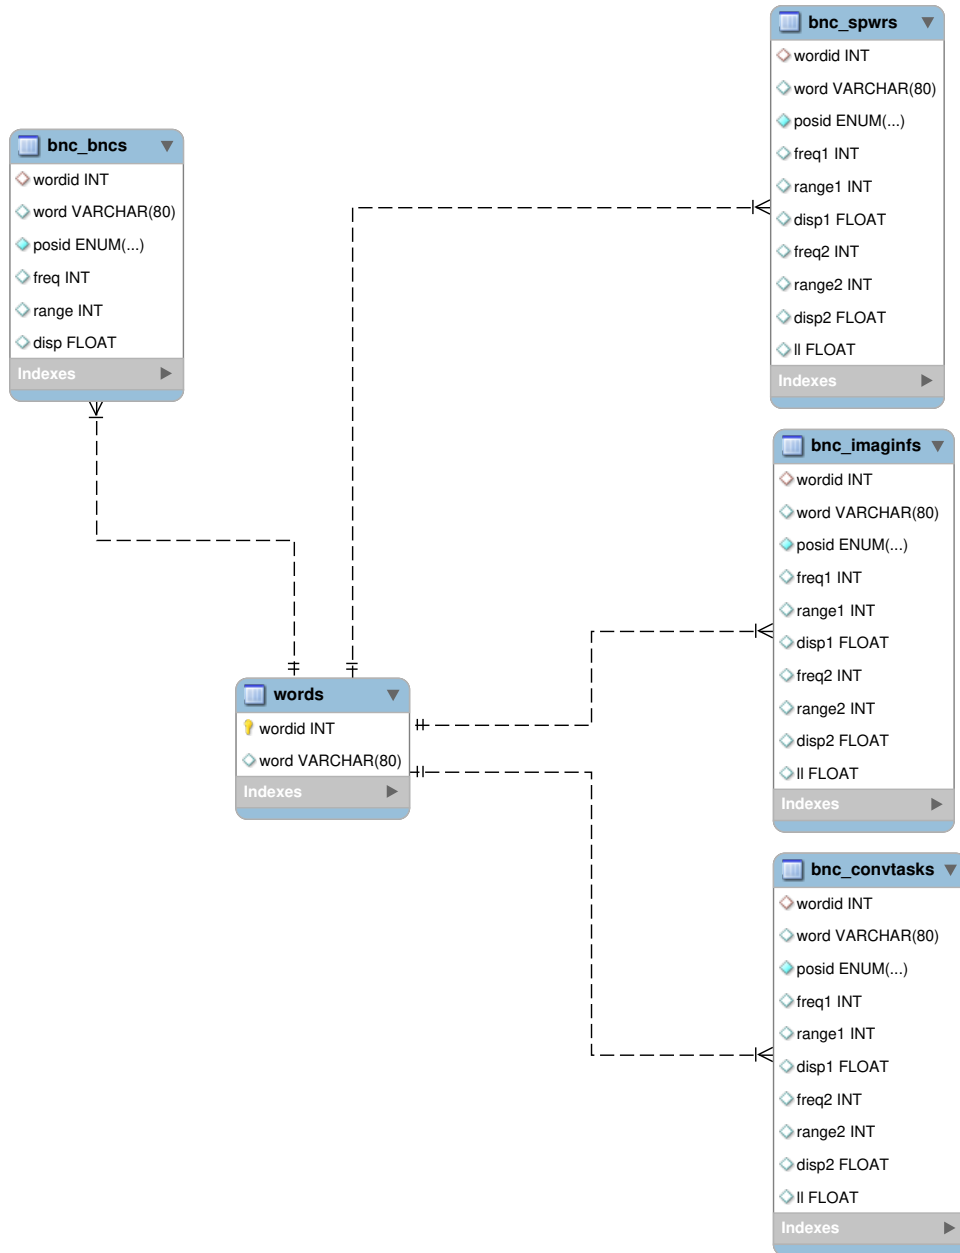 bnc_spwrs
wordid INT
word VARCHAR(80)
posid ENUM(...)
freq1 INT
range1 INT
disp1 FLOAT
freq2 INT
range2 INT
disp2 FLOAT
ll FLOAT
Indexes
bnc_bncs
wordid INT
word VARCHAR(80)
posid ENUM(...)
freq INT
range INT
disp FLOAT
Indexes
bnc_imaginfs
wordid INT
word VARCHAR(80)
posid ENUM(...)
freq1 INT
range1 INT
disp1 FLOAT
freq2 INT
range2 INT
disp2 FLOAT
ll FLOAT
Indexes
words
wordid INT
word VARCHAR(80)
Indexes
bnc_convtasks
wordid INT
word VARCHAR(80)
posid ENUM(...)
freq1 INT
range1 INT
disp1 FLOAT
freq2 INT
range2 INT
disp2 FLOAT
ll FLOAT
Indexes